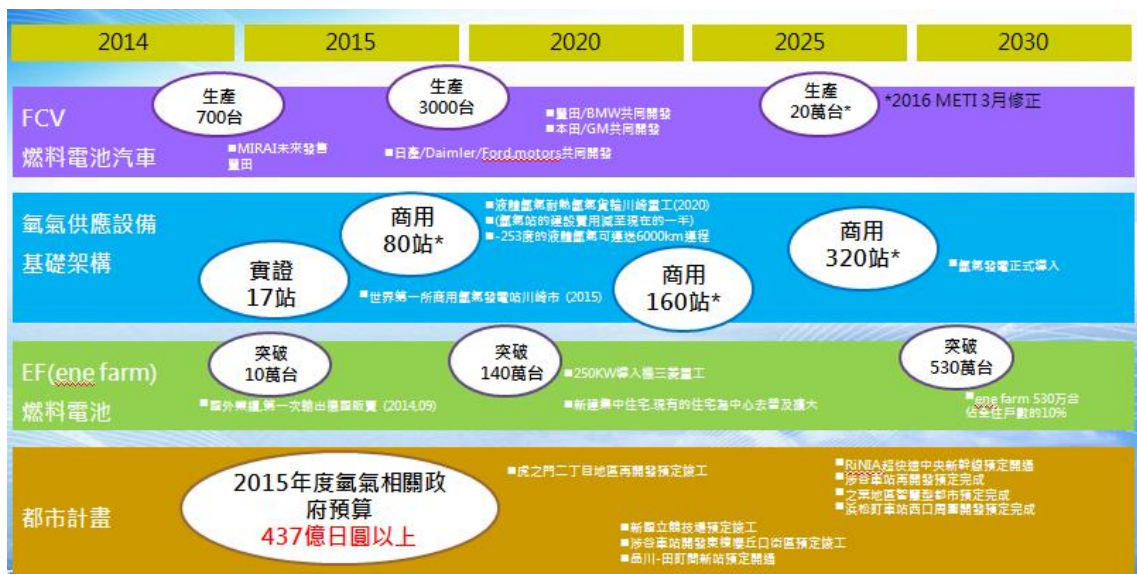 2014
2015
2020
2025
2030
FCV
燃料電池汽車
生產
700台
生產
3000台
生產
20萬台*
*2016 METI 3月修正
■MIRAI未來發售
豐田
■日產/Daimler/Ford.motors共同開發
■豐田/BMW共同開發
■本田/GM共同開發
氫氣供應設備
基礎架構
實證
17站
商用
80站*
■液體氫氣耐熱氫氣貨輪川崎重工(2020)
■(氫氣站的建設費用減至現在的一半)
■-253度的液體氫氣可運送6000km運程
■世界第一所商用氫氣發電站川崎市 (2015)
商用
160站*
商用
320站*
■氫氣發電正式導入
EF(ene farm)
燃料電池
突破
10萬台
突破
140萬台
突破
530萬台
(2014,09)
■250KW導入機三菱重工
■新建集中住宅.現有的住宅為中心去普及擴大
■ene farm 530万台
佔全住戶數的10%
都市計畫
2015年度氫氣相關政
府預算
437億日圓以上
■虎之門二丁目地區再開發預定竣工
■新國立競技場預定竣工
■涉谷車站開發東棟櫻丘口街區預定竣工
■品川-田町間新站預定開通
■RiNIA超快速中央新幹線預定開通
■涉谷車站再開發預定完成
■之葉地區智慧型都市預定完成
■浜松町車站西口周圍開發預定完成